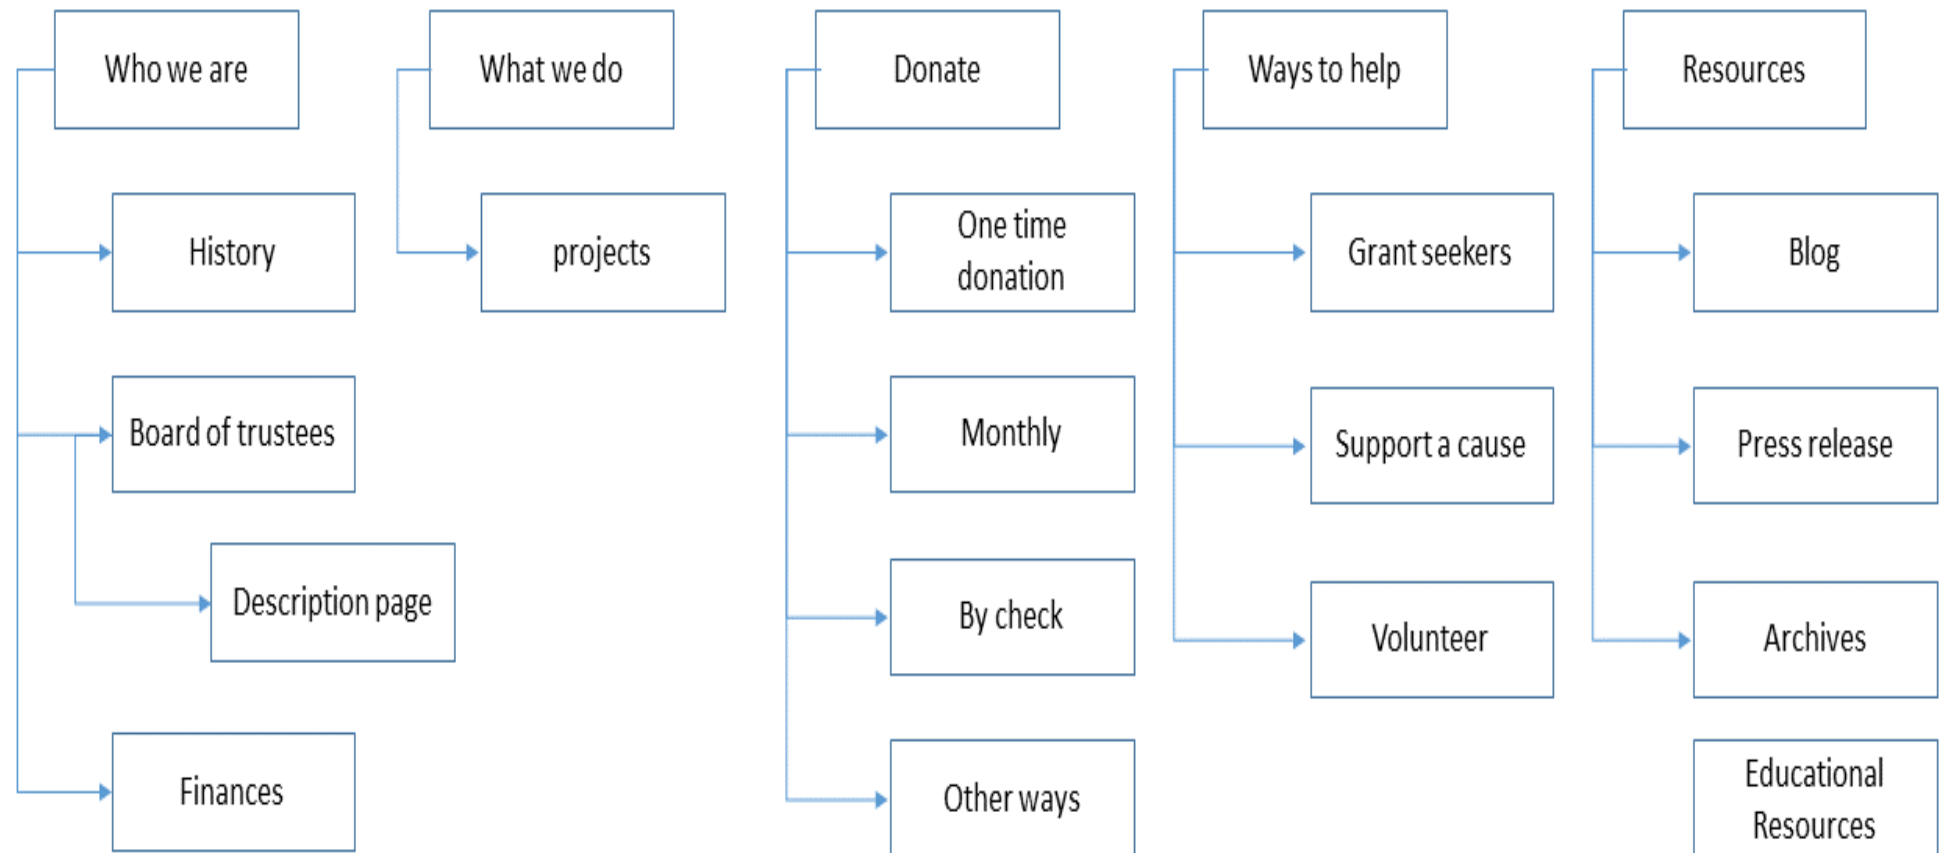 Who we are
What we do
Donate
Ways to help
Resources
History
projects
One time
donation
Grant seekers
Blog
Board of trustees
Monthly
Support a cause
Press release
Description page
By check
Volunteer
Archives
Finances
Other ways
Educational
Resources